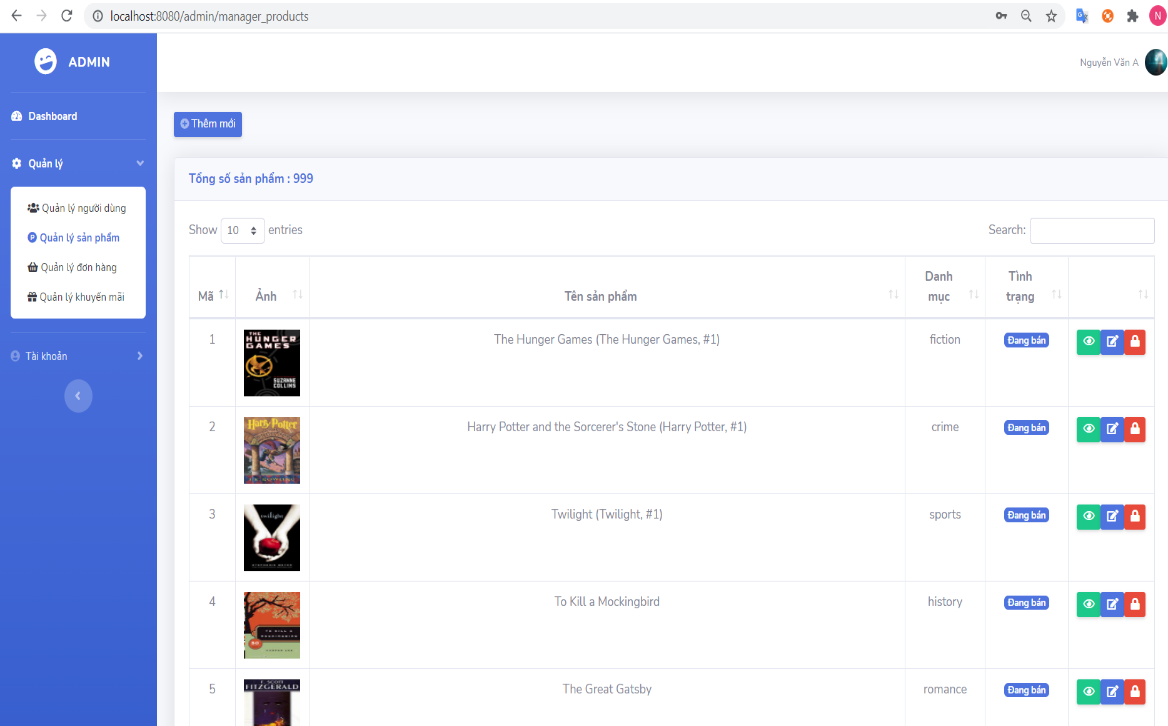 localhost:8080/admin/manager_products
N
ADMIN
Nguyễn Văn A
Dashboard
Thêm mới
Quản lý
Tổng số sản phẩm : 999
Quản lý người dùng
Quản lý sản phẩm
Quản lý đơn hàng
Quản lý khuyến mãi
Tài khoản
Show 10 entries
Search:
Mã
Ảnh
Tên sản phẩm
Danh mục
Tình trạng
1
THE HUNGER GAMES
SUZANNE COLLINS
The Hunger Games (The Hunger Games, #1)
fiction
Đang bán
2
Harry Potter
Harry Potter and the Sorcerer's Stone (Harry Potter, #1)
crime
Đang bán
3
twilight
Twilight (Twilight, #1)
sports
Đang bán
4
TO KILL A
To Kill a Mockingbird
history
Đang bán
5
F. SCOTT
FITZGERALD
The Great Gatsby
romance
Đang bán